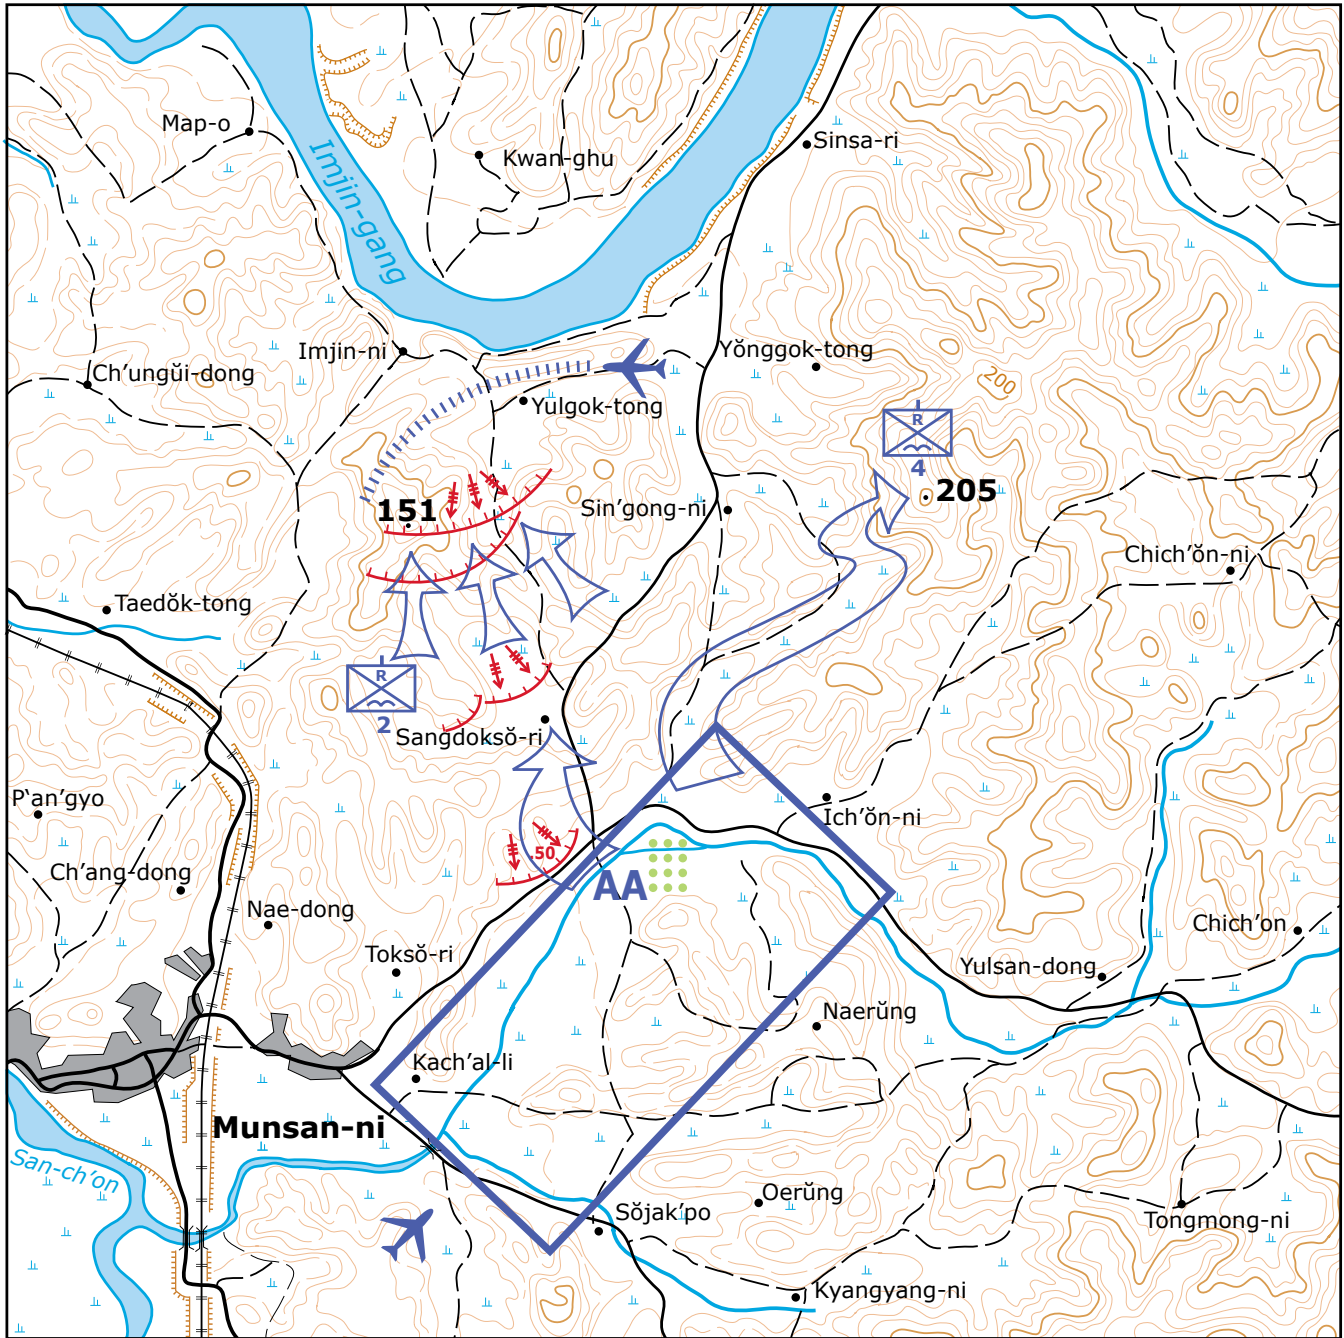 Map-o
Kwan-ghu
Sinsa-ri
Imjin-gang
Imjin-ni
Yŏnggok-tong
Ch'ungŭi-dong
200
Yulgok-tong
R
4
151
205
Sin'gong-ni
Chich'ŏn-ni
Taedŏk-tong
R
2
Sangdoksŏ-ri
P'an'gyo
Ich'ŏn-ni
.50
Ch'ang-dong
AA
Nae-dong
Chich'on
Toksŏ-ri
Yulsan-dong
Naerŭng
Kach'al-li
Munsan-ni
San-ch'on
Oerŭng
Sŏjak'po
Tongmong-ni
Kyangyang-ni